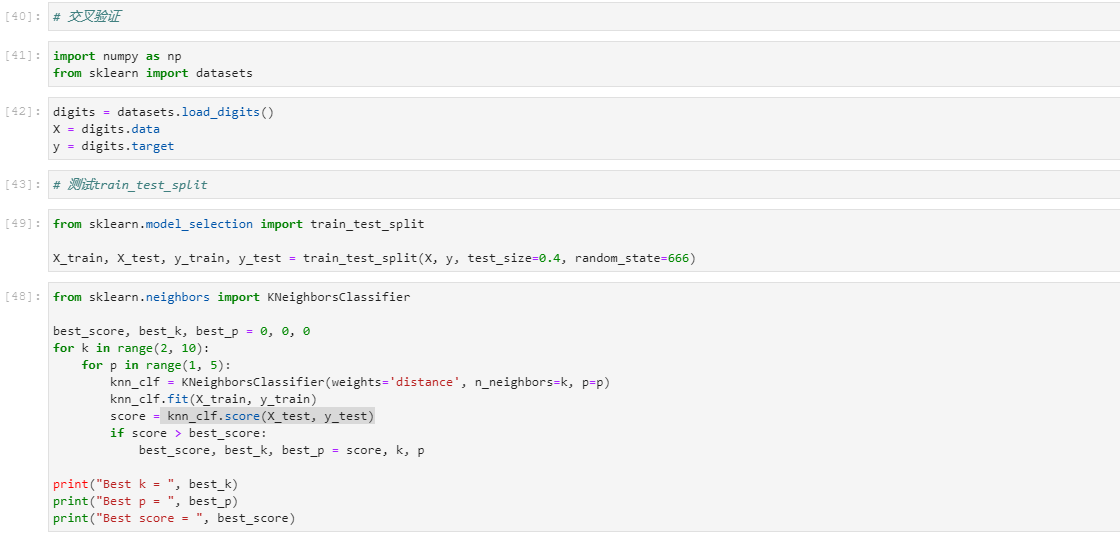 [40]: # 交叉验证
[41]: import numpy as np
from sklearn import datasets
[42]: digits = datasets.load_digits()
X = digits.data
y = digits.target
[43]: # 测试train_test_split
[49]: from sklearn.model_selection import train_test_split
X_train, X_test, y_train, y_test = train_test_split(X, y, test_size=0.4, random_state=666)
[48]: from sklearn.neighbors import KNeighborsClassifier
best_score, best_k, best_p = 0, 0, 0
for k in range(2, 10):
    for p in range(1, 5):
        knn_clf = KNeighborsClassifier(weights='distance', n_neighbors=k, p=p)
        knn_clf.fit(X_train, y_train)
        score = knn_clf.score(X_test, y_test)
        if score > best_score:
            best_score, best_k, best_p = score, k, p
print("Best k = ", best_k)
print("Best p = ", best_p)
print("Best score = ", best_score)